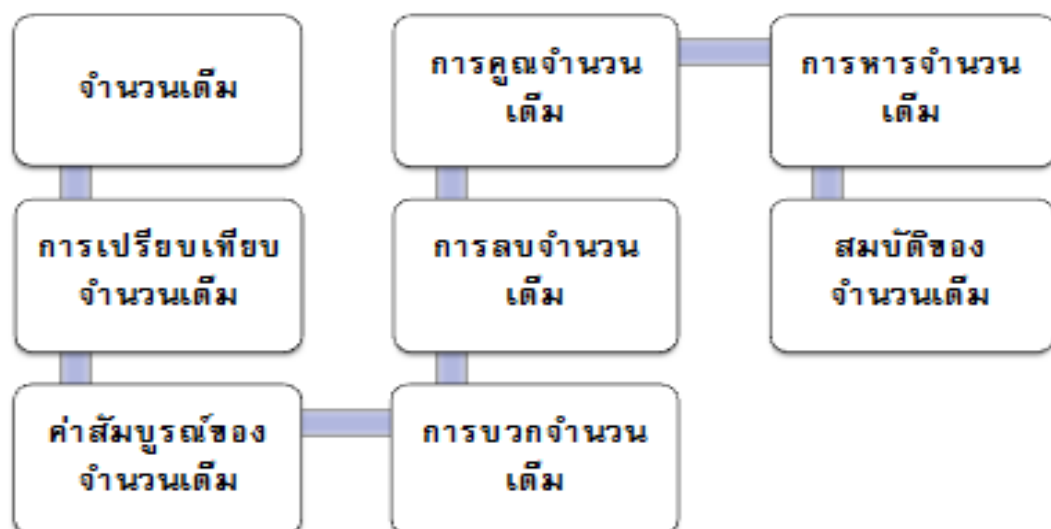 จำนวนเต็ม
การเปรียบเทียบ
จำนวนเต็ม
ค่าสัมบูรณ์ของ
จำนวนเต็ม
การบวกจำนวน
เต็ม
การลบจำนวน
เต็ม
การคูณจำนวน
เต็ม
การหารจำนวน
เต็ม
สมบัติของ
จำนวนเต็ม